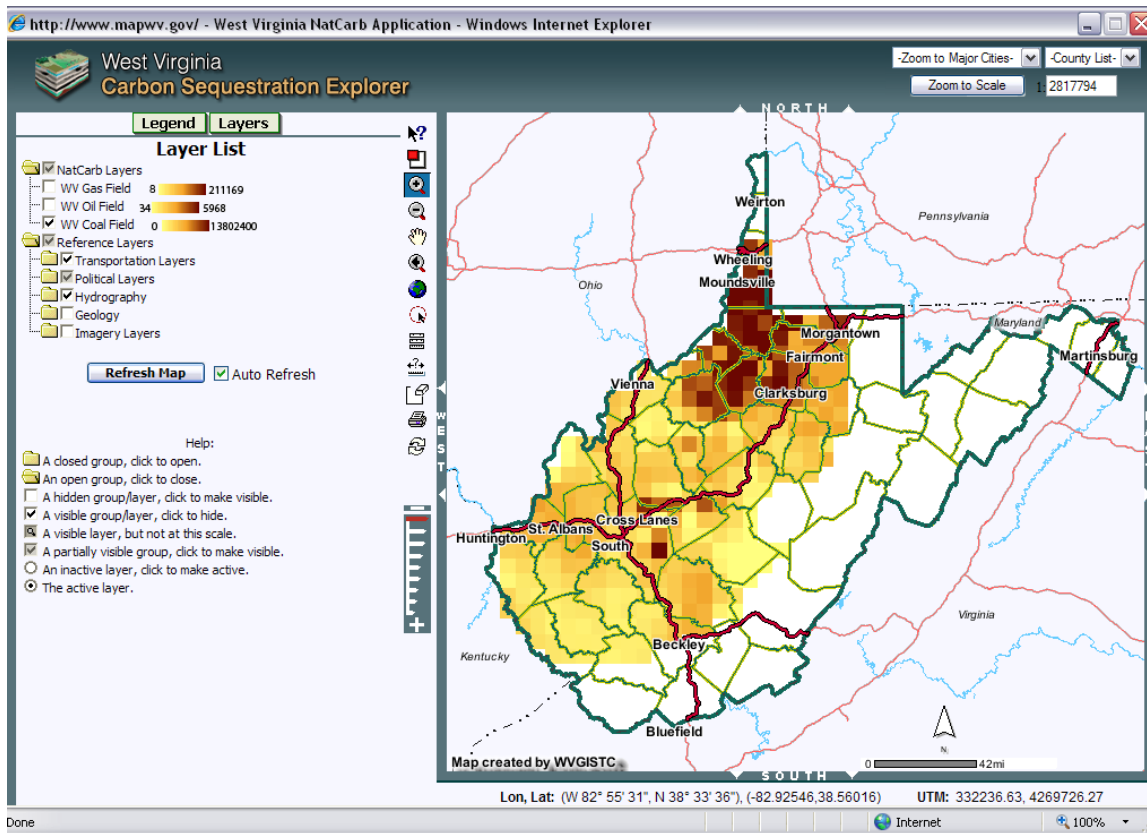 http://www.mapwv.gov/ - West Virginia NatCarb Application - Windows Internet Explorer
West Virginia
Carbon Sequestration Explorer
-Zoom to Major Cities-
-County List-
Zoom to Scale
1: 2817794
Legend
Layers
Layer List
NatCarb Layers
WV Gas Field 8 211169
WV Oil Field 34 5968
WV Coal Field 0 13802400
Reference Layers
Transportation Layers
Political Layers
Hydrography
Geology
Imagery Layers
Refresh Map
Auto Refresh
Help:
A closed group, click to open.
An open group, click to close.
A hidden group/layer, click to make visible.
A visible group/layer, click to hide.
A visible layer, but not at this scale.
A partially visible group, click to make visible.
An inactive layer, click to make active.
The active layer.
NORTH
WEST
Weirton
Pennsylvania
Wheeling
Ohio
Moundsville
Maryland
Morgantown
Fairmont
Martinsburg
Vienna
Clarksburg
Cross Lanes
St. Albans
Huntington
South
Virginia
Beckley
Kentucky
Bluefield
N
Map created by WVGISTC
0 42mi
SOUTH
Lon, Lat: (W 82° 55' 31", N 38° 33' 36"), (-82.92546,38.56016) UTM: 332236.63, 4269726.27
Done
Internet
100%